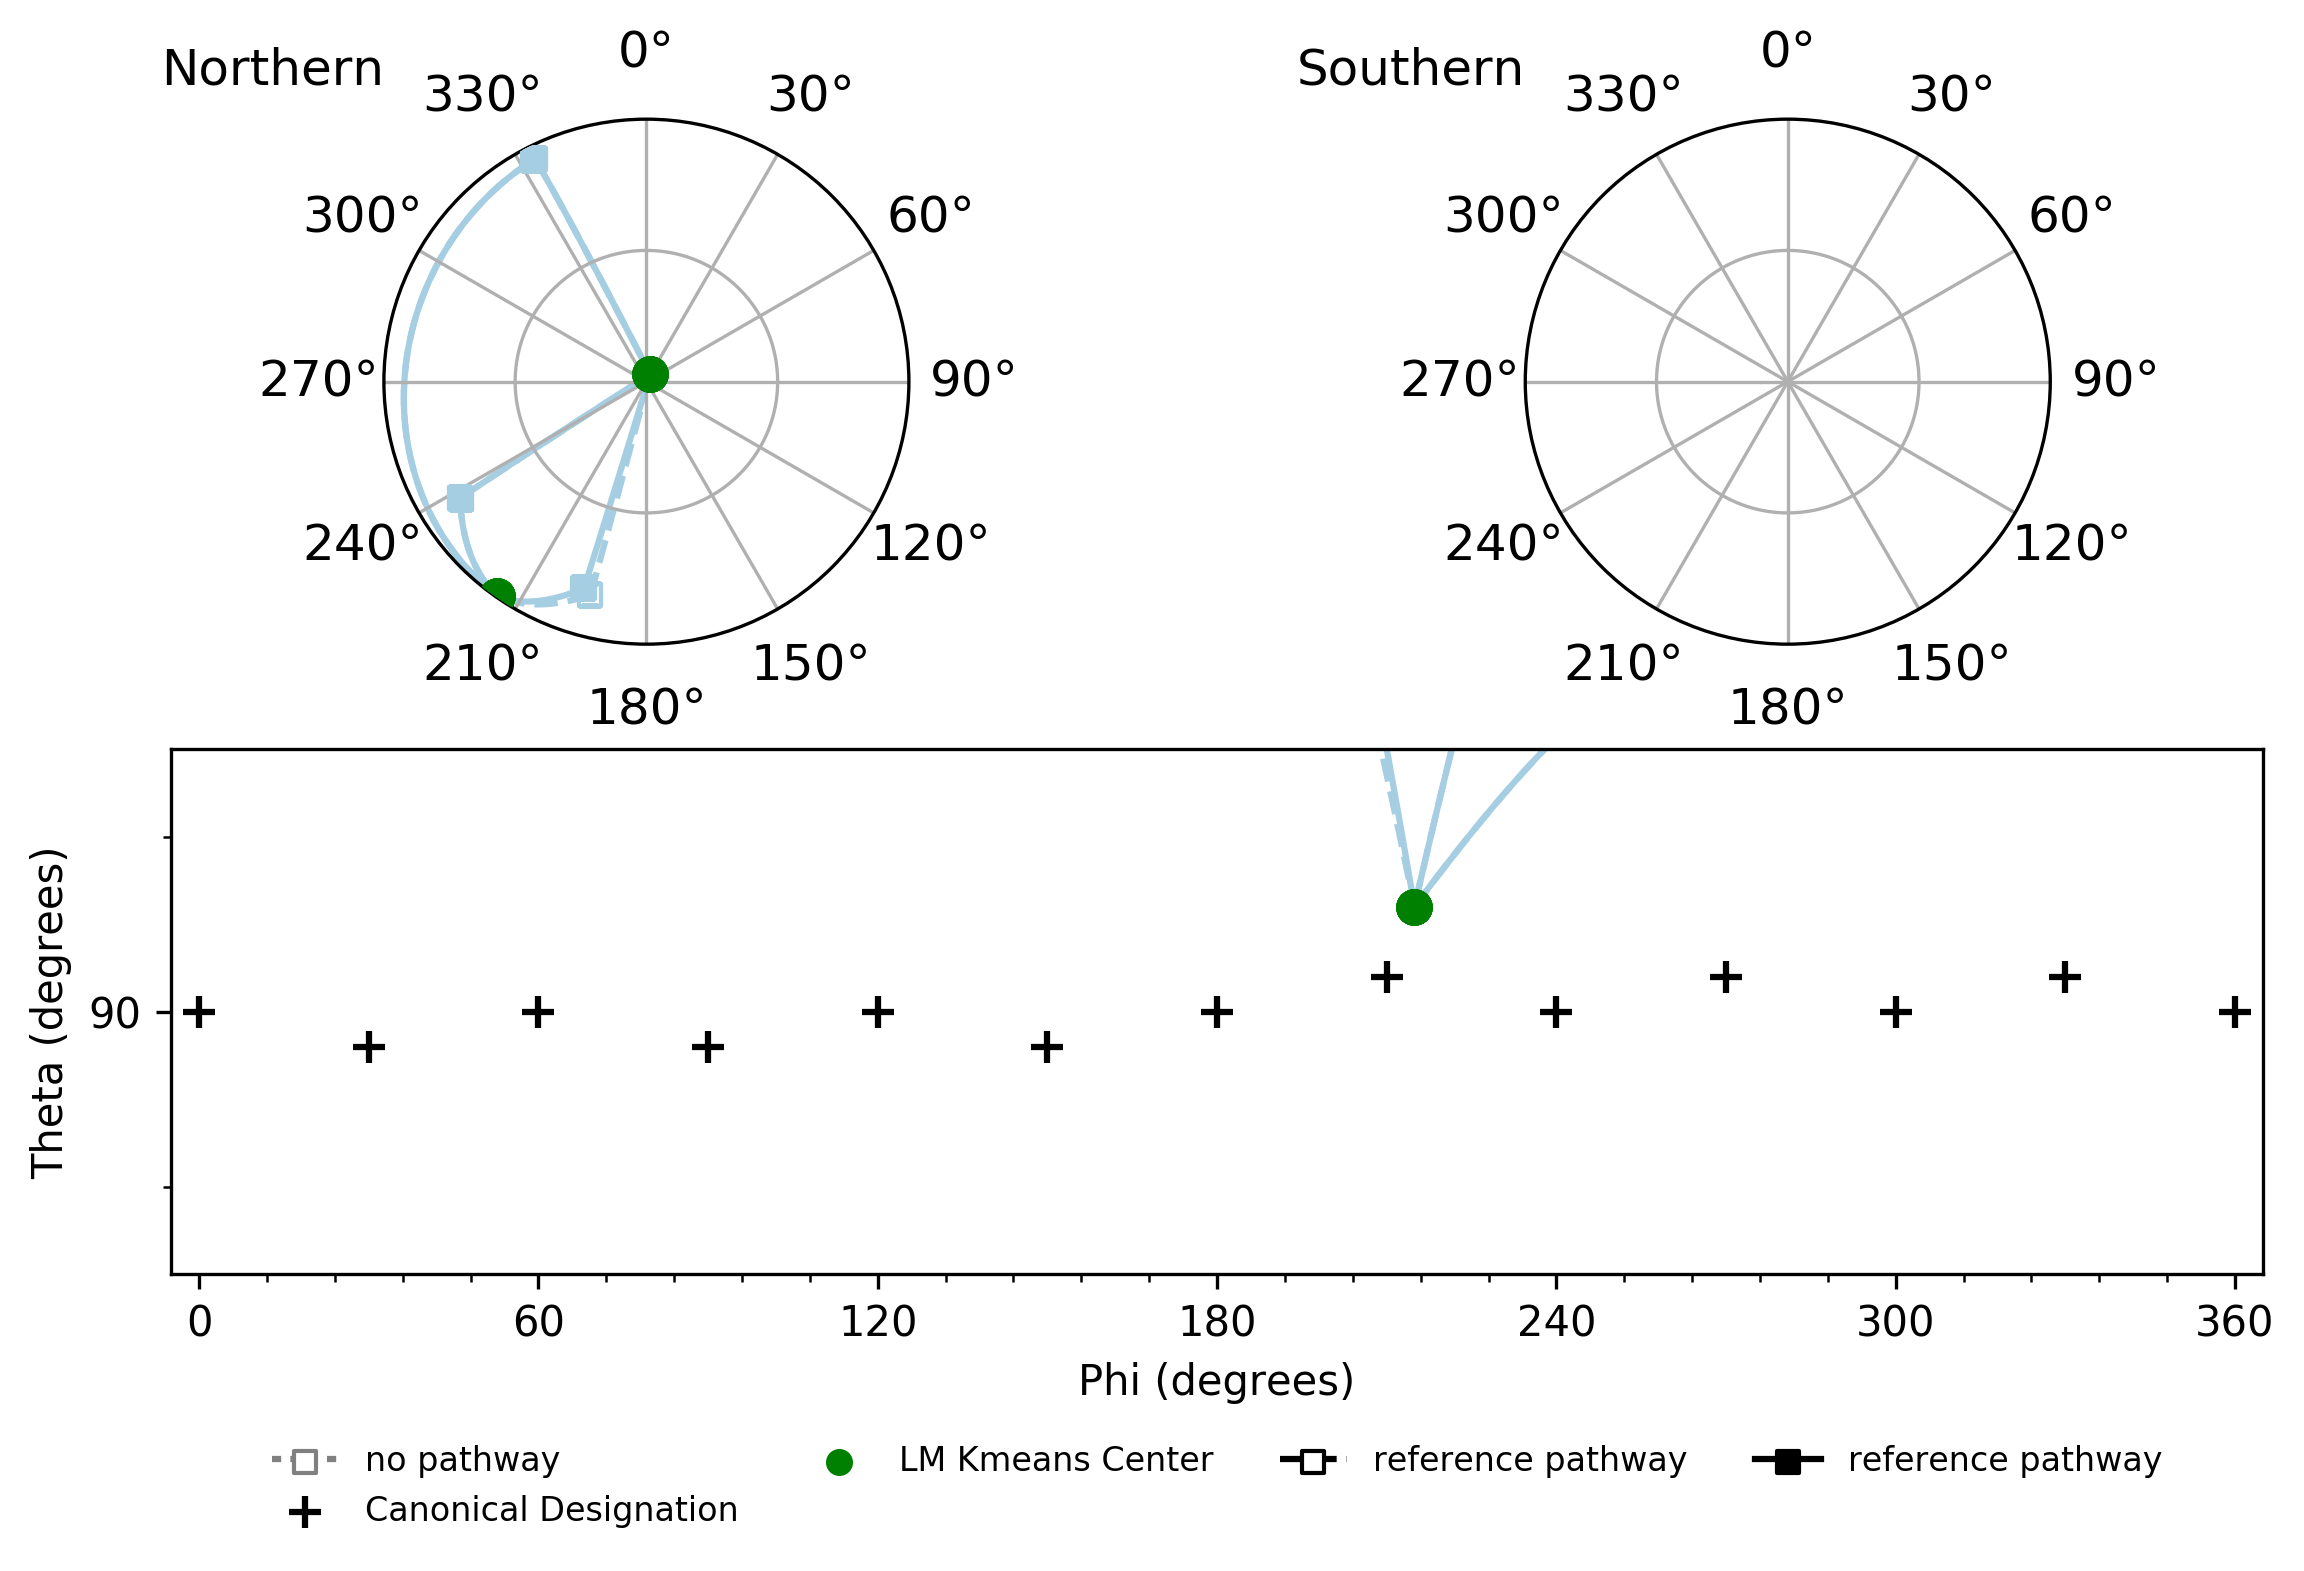 Northern
0°
30°
60°
90°
120°
150°
180°
210°
240°
270°
300°
330°
Southern
0°
30°
60°
90°
120°
150°
180°
210°
240°
270°
300°
330°
Theta (degrees)
90
0 60 120 180 240 300 360
Phi (degrees)
no pathway
Canonical Designation
LM Kmeans Center
reference pathway
reference pathway